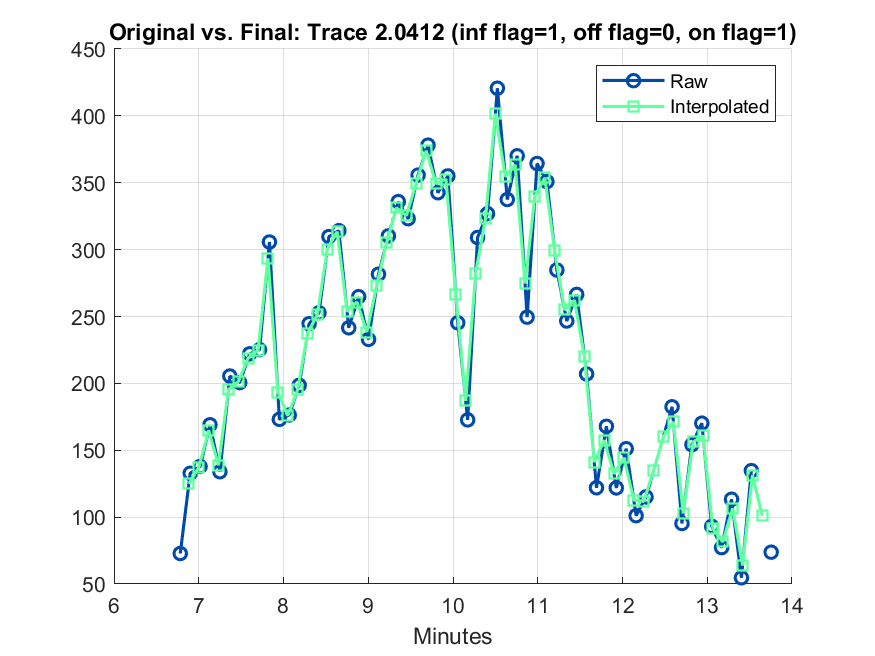 Original vs. Final: Trace 2.0412 (inf flag=1, off flag=0, on flag=1)
450
400
350
300
250
200
150
100
50
Raw
Interpolated
6 7 8 9 10 11 12 13 14
Minutes